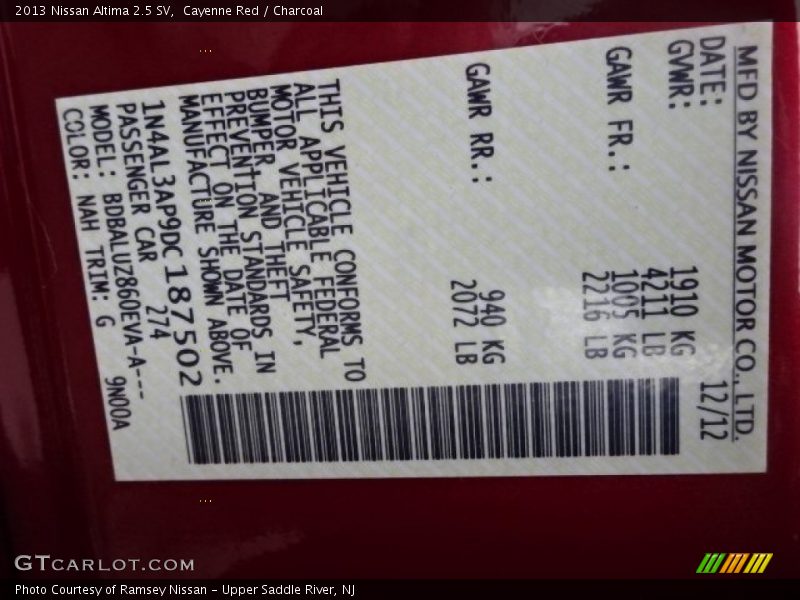 2013 Nissan Altima 2.5 SV,  Cayenne Red / Charcoal
MFD BY NISSAN MOTOR CO., LTD.
DATE: 12/12
GVWR: 1910 KG
4211 LB
GAWR FR.: 1005 KG
2216 LB
GAWR RR.: 940 KG
2072 LB
THIS VEHICLE CONFORMS TO
ALL APPLICABLE FEDERAL
MOTOR VEHICLE SAFETY,
BUMPER, AND THEFT
PREVENTION STANDARDS IN
EFFECT ON THE DATE OF
MANUFACTURE SHOWN ABOVE.
1N4AL3AP9DC187502
PASSENGER CAR 274
MODEL: BDBALUZ860EVA-A---
COLOR: NAH TRIM: G 9N00A
GTCARLOT.COM
Photo Courtesy of Ramsey Nissan - Upper Saddle River, NJ